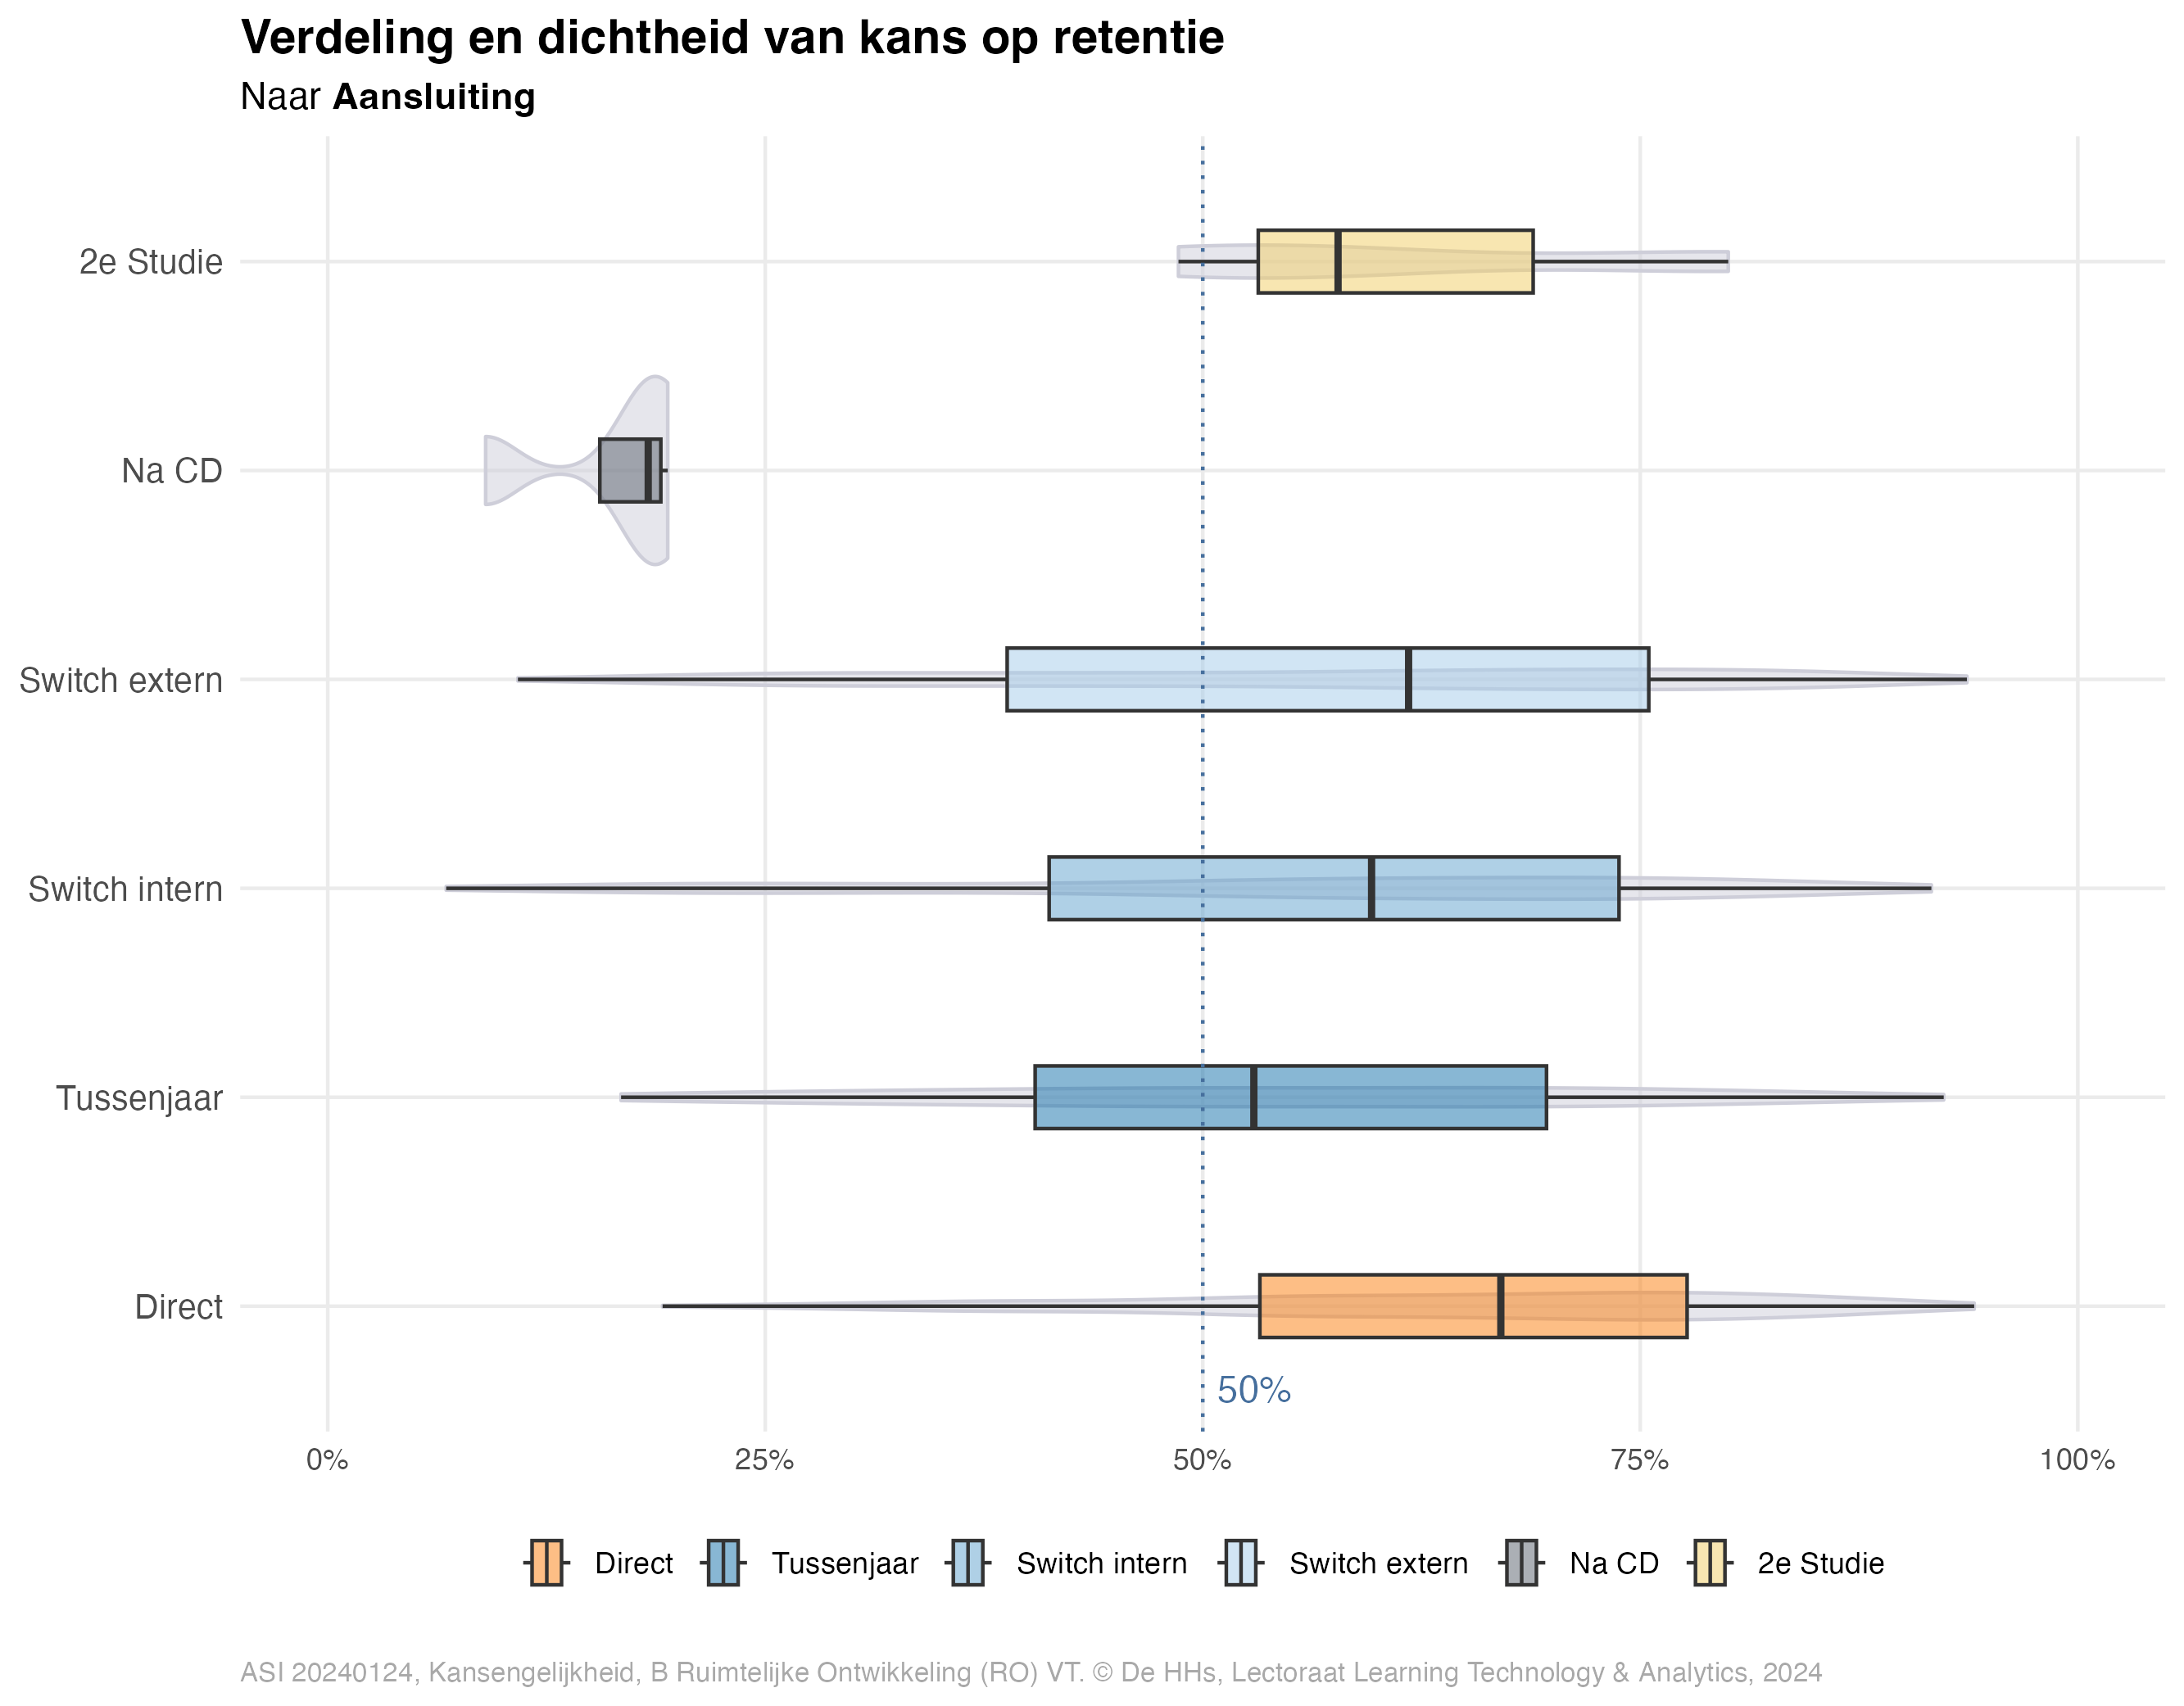 Verdeling en dichtheid van kans op retentie
Naar Aansluiting
2e Studie
Na CD
Switch extern
Switch intern
Tussenjaar
Direct
50%
0% 25% 50% 75% 100%
Direct Tussenjaar Switch intern Switch extern Na CD 2e Studie
ASI 20240124, Kansengelijkheid, B Ruimtelijke Ontwikkeling (RO) VT. © De HHs, Lectoraat Learning Technology & Analytics, 2024